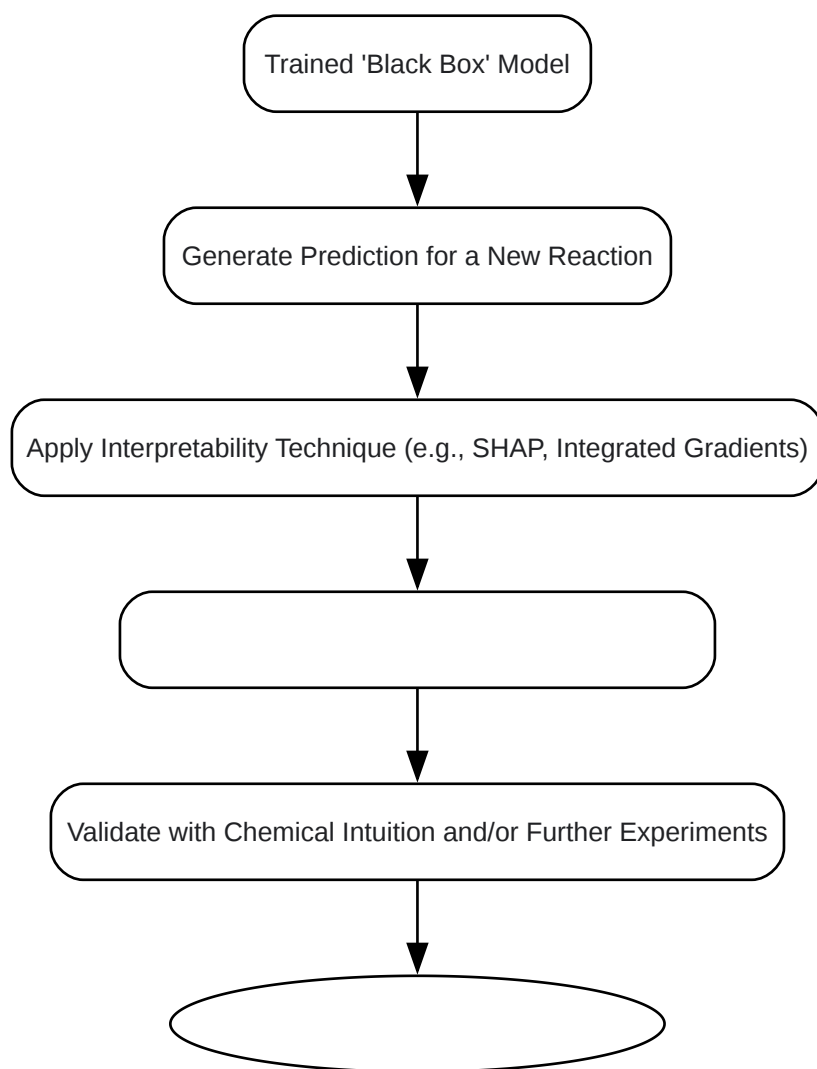 Trained 'Black Box' Model
Generate Prediction for a New Reaction
Apply Interpretability Technique (e.g., SHAP, Integrated Gradients)
Validate with Chemical Intuition and/or Further Experiments